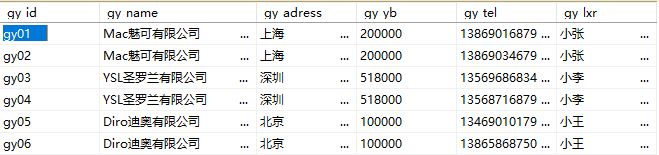 gy id gy name gy adress gy yb gy tel gy lxr
gy01 Mac魅可有限公司 ... 上海 ... 200000 13869016879 ... 小张 ...
gy02 Mac魅可有限公司 ... 上海 ... 200000 13869034679 ... 小张 ...
gy03 YSL圣罗兰有限公司 ... 深圳 ... 518000 13569686834 ... 小李 ...
gy04 YSL圣罗兰有限公司 ... 深圳 ... 518000 13568716879 ... 小李 ...
gy05 Diro迪奥有限公司 ... 北京 ... 100000 13469010179 ... 小王 ...
gy06 Diro迪奥有限公司 ... 北京 ... 100000 13865868750 ... 小王 ...